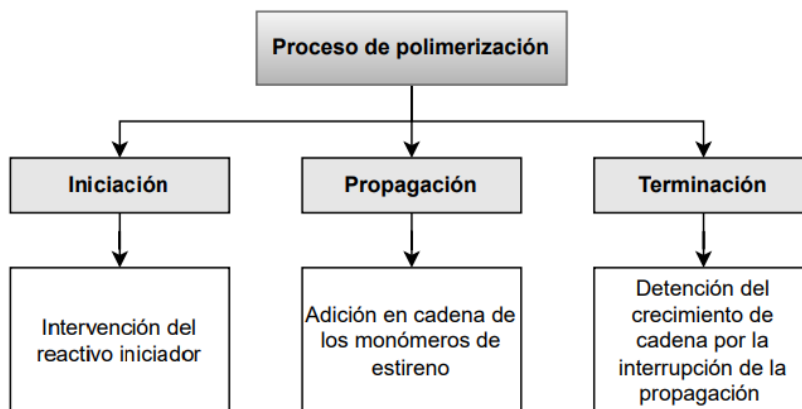 Proceso de polimerización
Iniciación
Propagación
Terminación
Intervención del
reactivo iniciador
Adición en cadena de
los monómeros de
estireno
Detención del
crecimiento de
cadena por la
interrupción de la
propagación